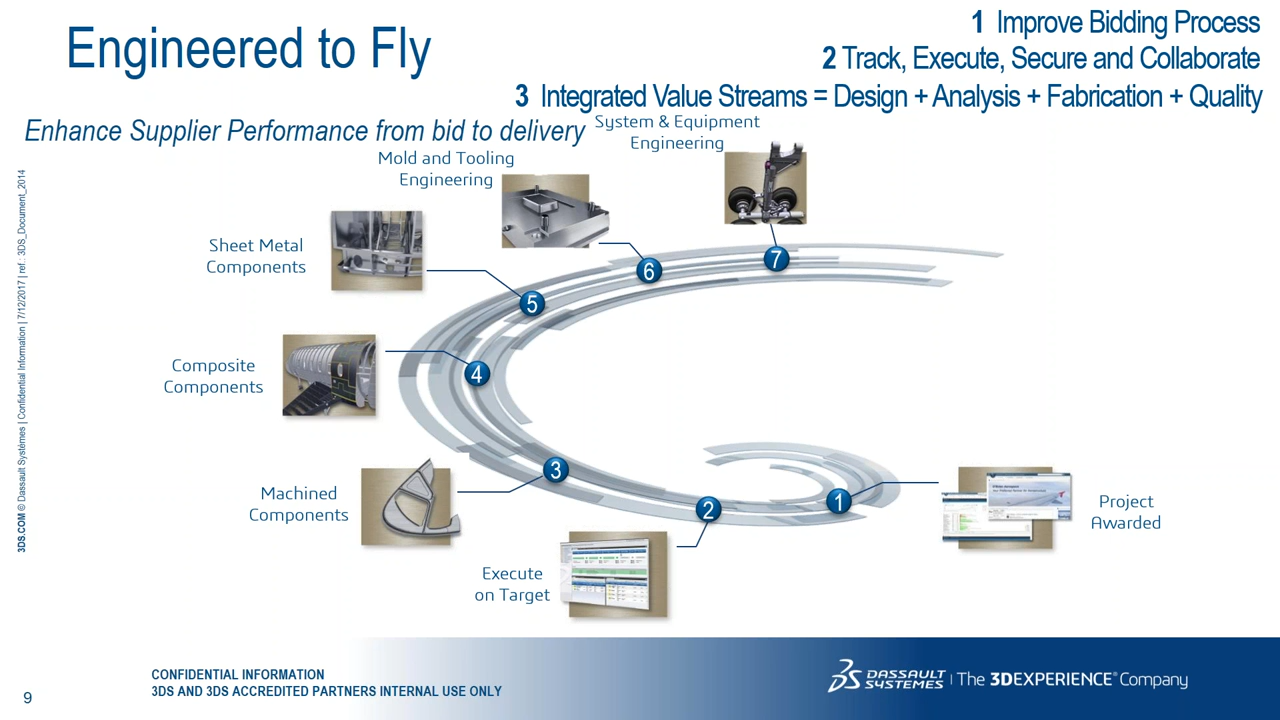 Engineered to Fly
1 Improve Bidding Process
2 Track, Execute, Secure and Collaborate
3 Integrated Value Streams = Design + Analysis + Fabrication + Quality
Enhance Supplier Performance from bid to delivery
System & Equipment
Engineering
7
Mold and Tooling
Engineering
6
Sheet Metal
Components
5
Composite
Components
4
Machined
Components
3
Execute
on Target
2
Project
Awarded
1
3DS.COM © Dassault Systèmes | Confidential Information | 7/12/2017 | ref.: 3DS_Document_2014
9
CONFIDENTIAL INFORMATION
3DS AND 3DS ACCREDITED PARTNERS INTERNAL USE ONLY
3DS DASSAULT SYSTEMES | The 3DEXPERIENCE® Company